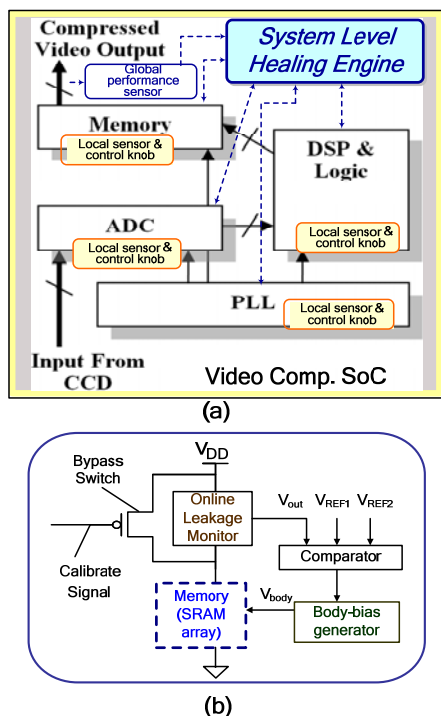 Compressed
Video Output
Global
performance
sensor
System Level
Healing Engine
Memory
Local sensor &
control knob
DSP &
Logic
Local sensor &
control knob
ADC
Local sensor &
control knob
PLL
Local sensor &
control knob
Input From
CCD
Video Comp. SoC
(a)
VDD
Bypass
Switch
Online
Leakage
Monitor
Vout
VREF1
VREF2
Calibrate
Signal
Comparator
Memory
(SRAM
array)
Vbody
Body-bias
generator
(b)